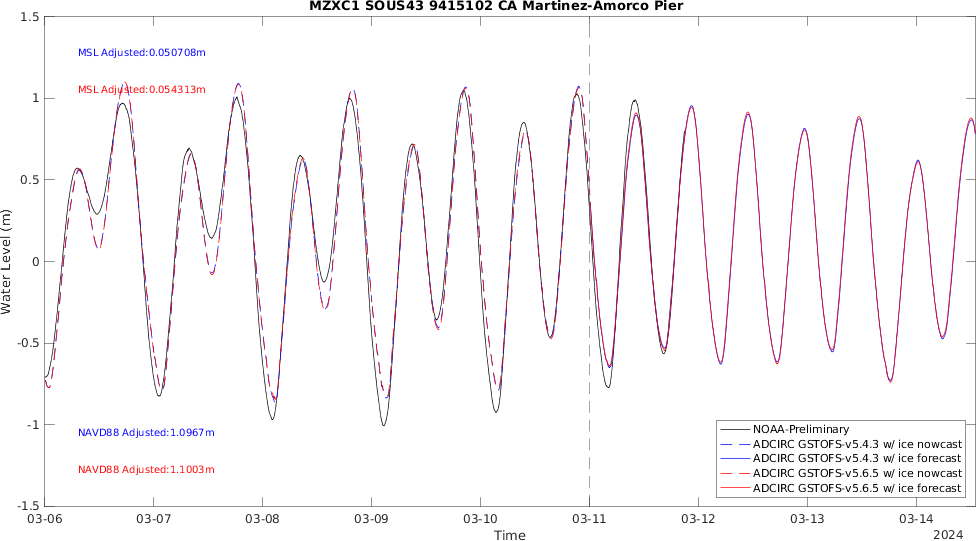 MZXC1 SOUS43 9415102 CA Martinez-Amorco Pier
1.5
1
0.5
0
-0.5
-1
-1.5
Water Level (m)
MSL Adjusted:0.050708m
MSL Adjusted:0.054313m
NAVD88 Adjusted:1.0967m
NAVD88 Adjusted:1.1003m
NOAA-Preliminary
ADCIRC GSTOFS-v5.4.3 w/ ice nowcast
ADCIRC GSTOFS-v5.4.3 w/ ice forecast
ADCIRC GSTOFS-v5.6.5 w/ ice nowcast
ADCIRC GSTOFS-v5.6.5 w/ ice forecast
03-06 03-07 03-08 03-09 03-10 03-11 03-12 03-13 03-14
Time
2024